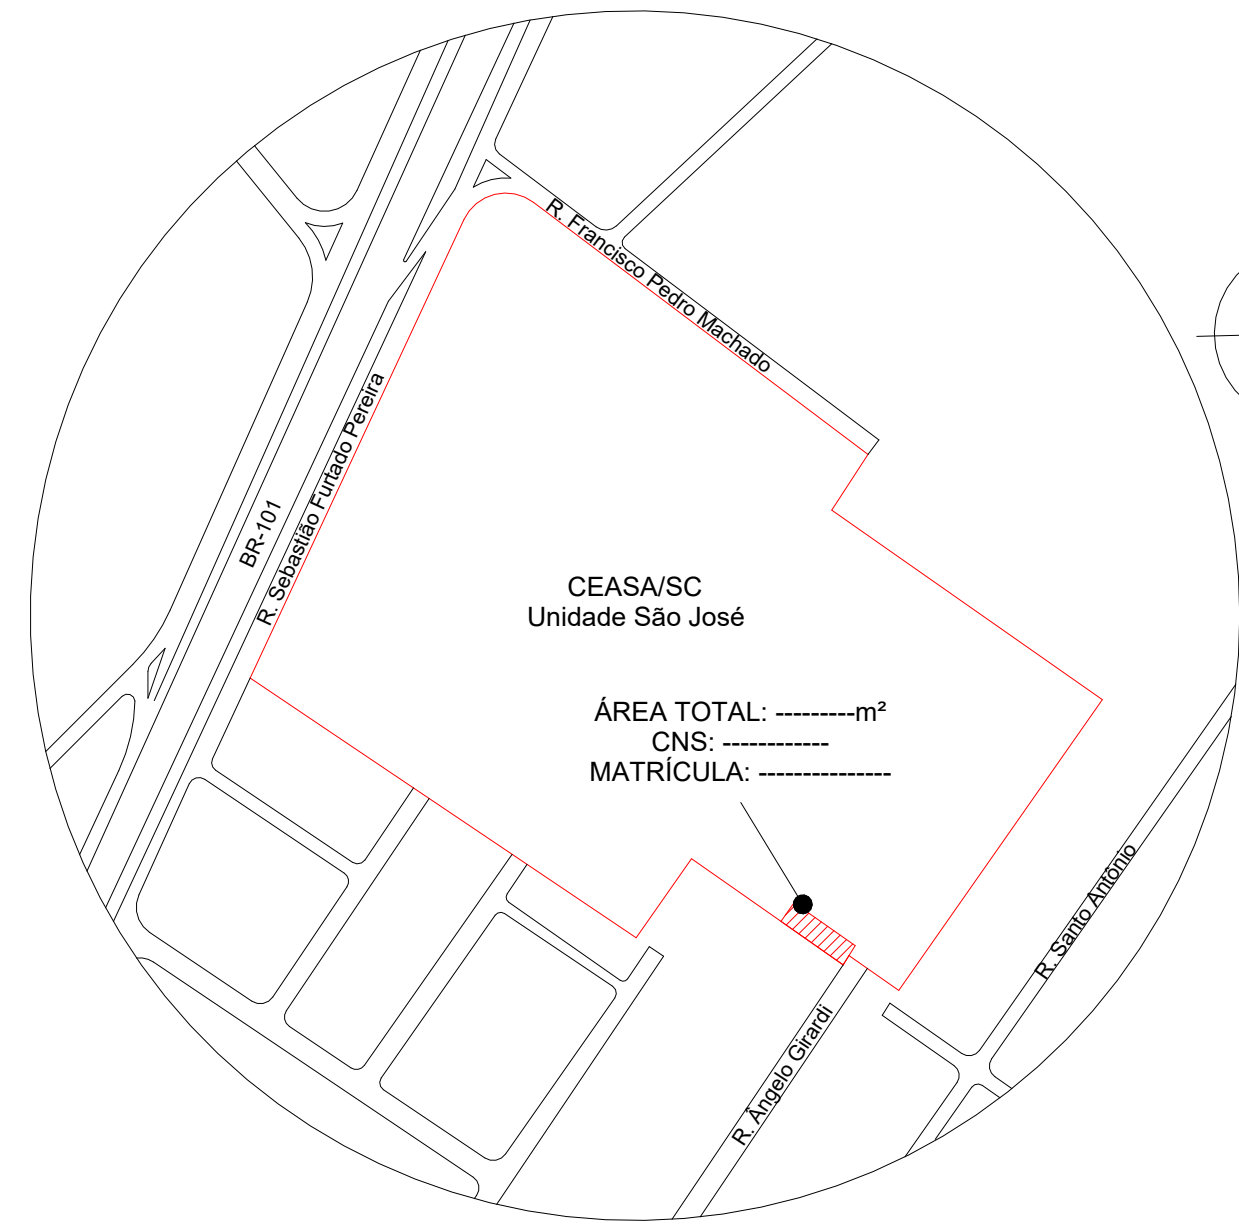 R. Francisco Pedro Machado
R. Sebastião Furtado Pereira
BR-101
CEASA/SC
Unidade São José
ÁREA TOTAL: ---------m²
CNS: ------------
MATRÍCULA: ---------------
R. Santo Antônio
R. Ângelo Girardi